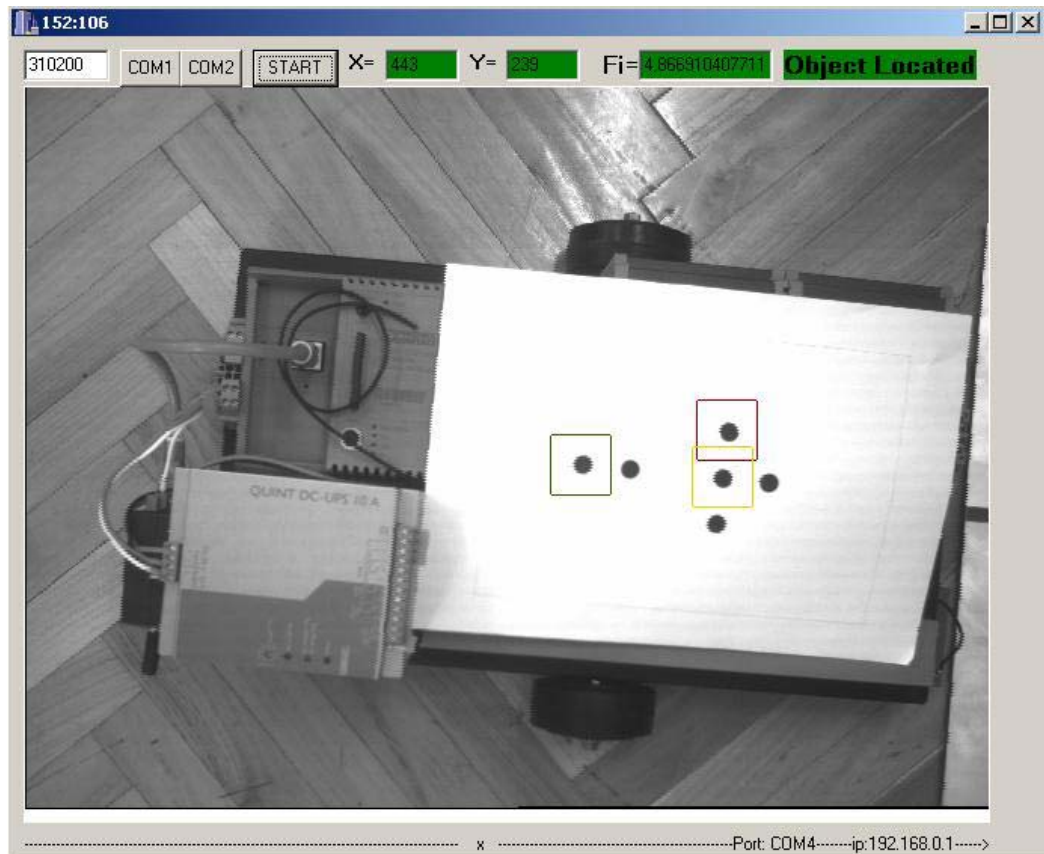 152:106
310200 COM1 COM2 START X= 443 Y= 239 Fi= 4,866910407711 Object Located
QUINT DC-UPS 10 A
x Port: COM4-------ip:192.168.0.1----->